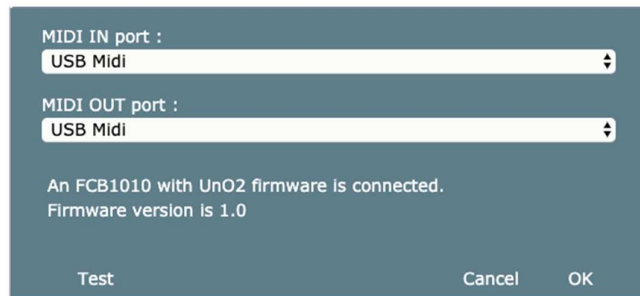 MIDI IN port :
USB Midi
MIDI OUT port :
USB Midi
An FCB1010 with UnO2 firmware is connected.
Firmware version is 1.0
Test Cancel OK